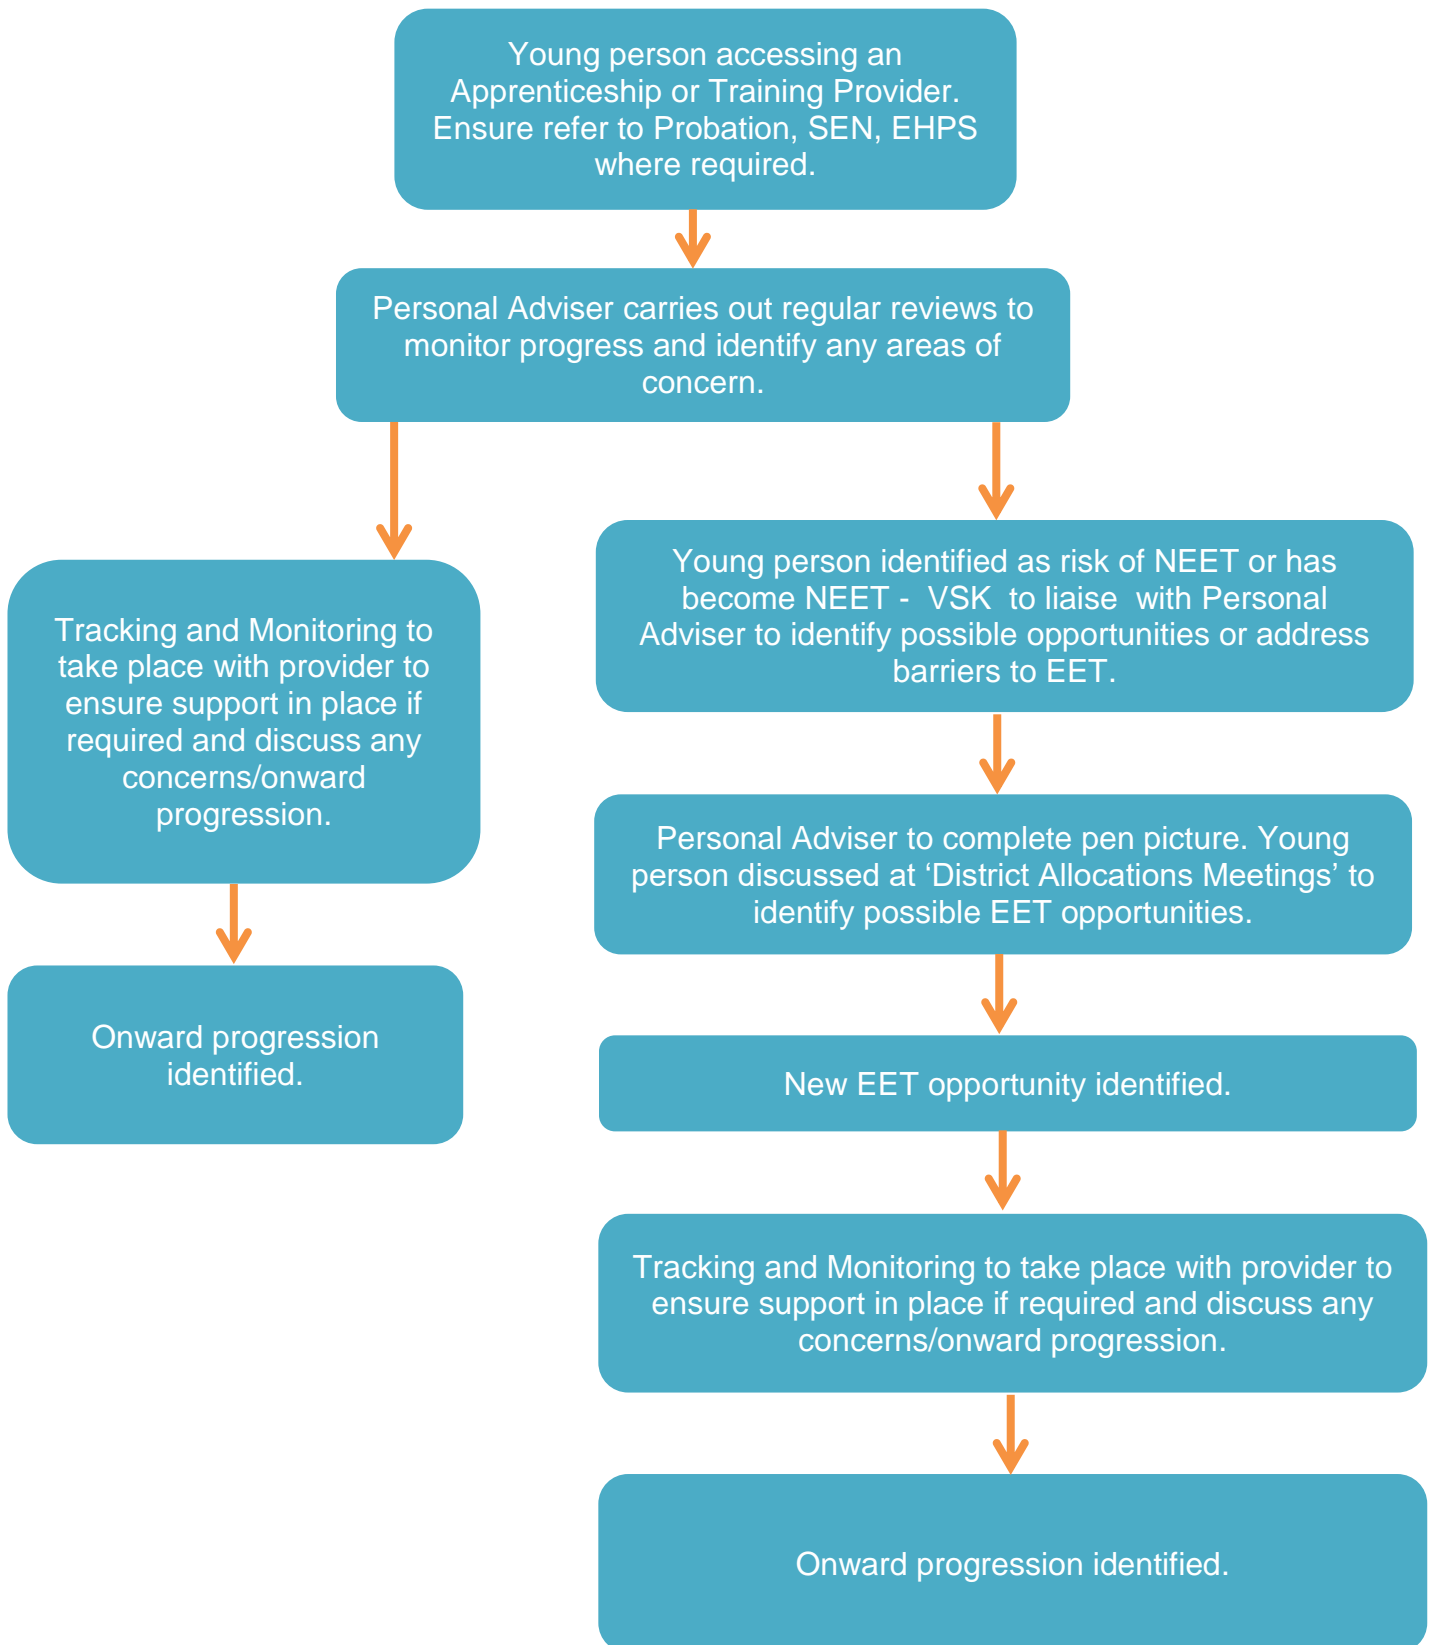 Young person accessing an
Apprenticeship or Training Provider.
Ensure refer to Probation, SEN, EHPS
where required.
Personal Adviser carries out regular reviews to
monitor progress and identify any areas of
concern.
Tracking and Monitoring to
take place with provider to
ensure support in place if
required and discuss any
concerns/onward
progression.
Onward progression
identified.
Young person identified as risk of NEET or has
become NEET - VSK to liaise with Personal
Adviser to identify possible opportunities or address
barriers to EET.
Personal Adviser to complete pen picture. Young
person discussed at ‘District Allocations Meetings’ to
identify possible EET opportunities.
New EET opportunity identified.
Tracking and Monitoring to take place with provider to
ensure support in place if required and discuss any
concerns/onward progression.
Onward progression identified.